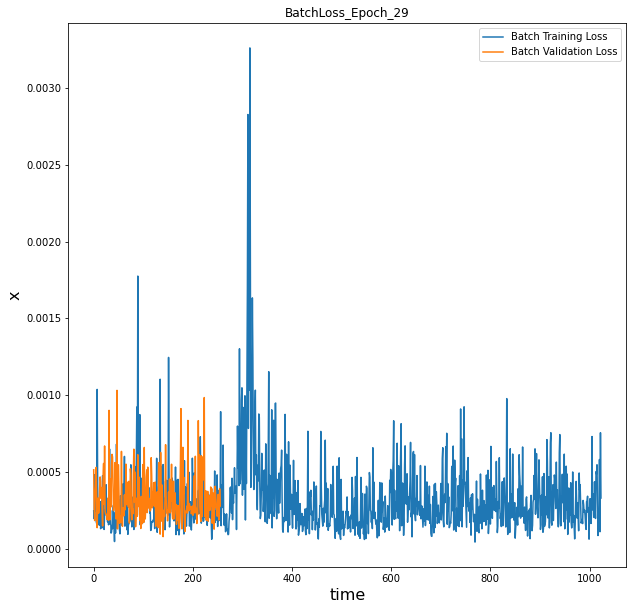 BatchLoss_Epoch_29
Batch Training Loss
Batch Validation Loss
0.0030
0.0025
0.0020
0.0015
0.0010
0.0005
0.0000
x
0 200 400 600 800 1000
time